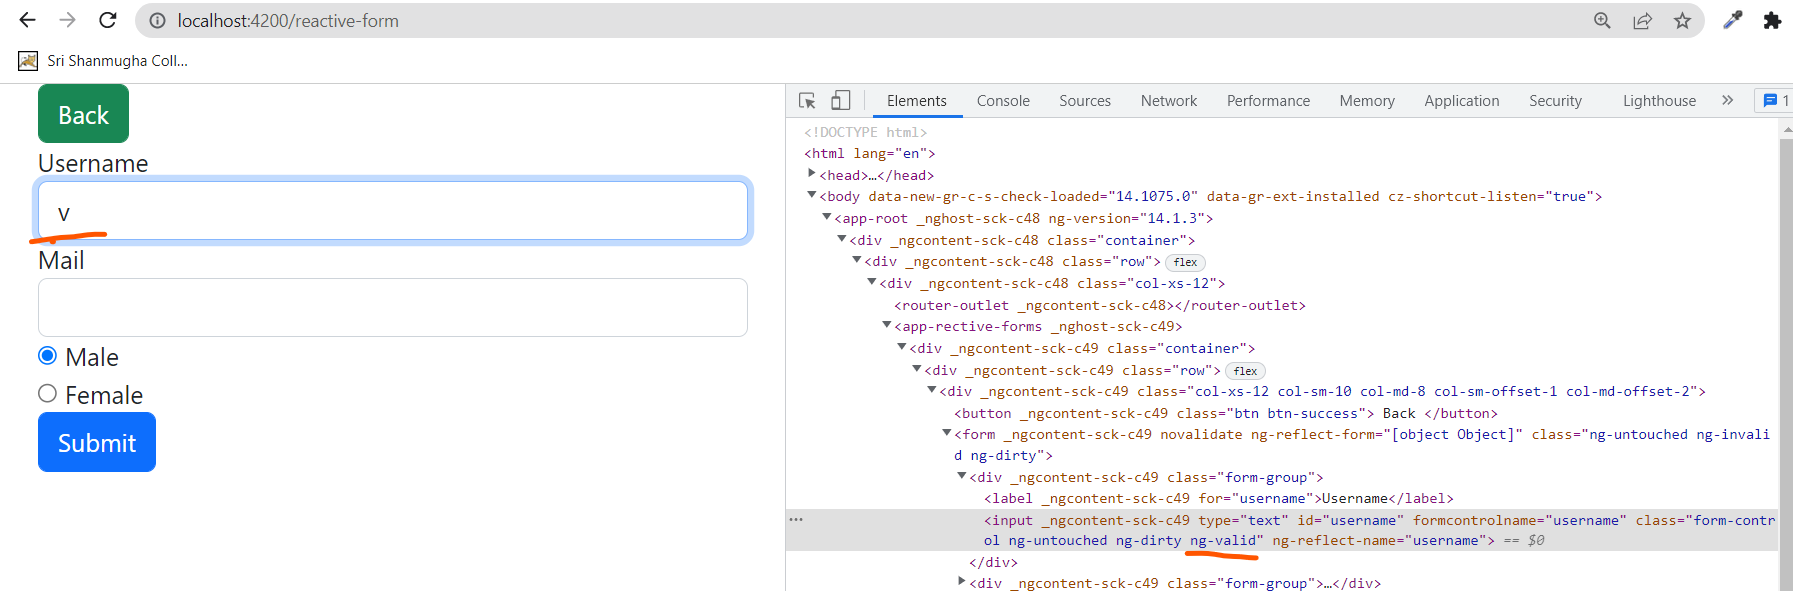 localhost:4200/reactive-form
Sri Shanmugha Coll...
Back
Username
v
Mail
Male
Female
Submit
Elements Console Sources Network Performance Memory Application Security Lighthouse » 1
<!DOCTYPE html>
<html lang="en">
<head>…</head>
<body data-new-gr-c-s-check-loaded="14.1075.0" data-gr-ext-installed cz-shortcut-listen="true">
<app-root _nghost-sck-c48 ng-version="14.1.3">
<div _ngcontent-sck-c48 class="container">
<div _ngcontent-sck-c48 class="row"> flex
<div _ngcontent-sck-c48 class="col-xs-12">
<router-outlet _ngcontent-sck-c48></router-outlet>
<app-rective-forms _nghost-sck-c49>
<div _ngcontent-sck-c49 class="container">
<div _ngcontent-sck-c49 class="row"> flex
<div _ngcontent-sck-c49 class="col-xs-12 col-sm-10 col-md-8 col-sm-offset-1 col-md-offset-2">
<button _ngcontent-sck-c49 class="btn btn-success"> Back </button>
<form _ngcontent-sck-c49 novalidate ng-reflect-form="[object Object]" class="ng-untouched ng-invali
d ng-dirty">
<div _ngcontent-sck-c49 class="form-group">
<label _ngcontent-sck-c49 for="username">Username</label>
… <input _ngcontent-sck-c49 type="text" id="username" formcontrolname="username" class="form-contr
ol ng-untouched ng-dirty ng-valid" ng-reflect-name="username"> == $0
</div>
<div _ngcontent-sck-c49 class="form-group">…</div>